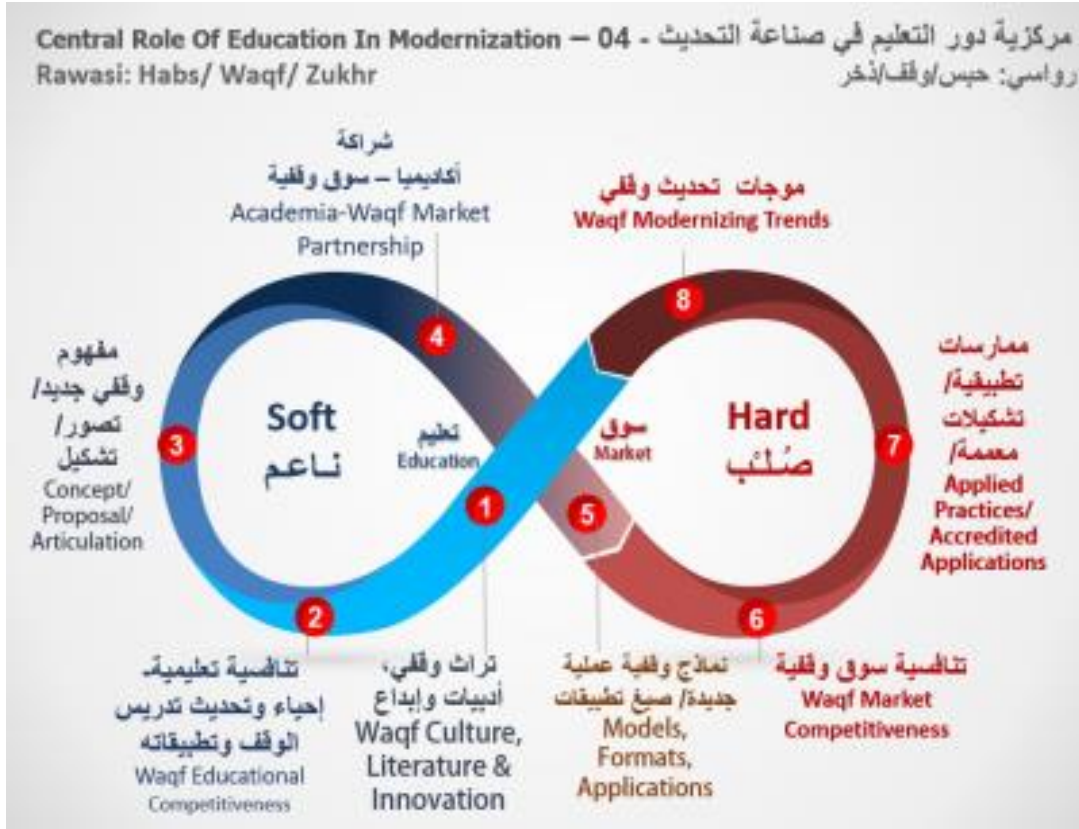 Central Role Of Education In Modernization – 04 - مركزية دور التعليم في صناعة التحديث
Rawasi: Habs/ Waqf/ Zukhr
رواسي: حبس/وقف/ذخر
شراكة
أكاديميا – سوق وقفية
Academia-Waqf Market
Partnership
موجات تحديث وقفي
Waqf Modernizing Trends
8
4
مفهوم
وقفي جديد/
تصور/
تشكيل
Concept/
Proposal/
Articulation
3
Soft
ناعم
تعليم
Education
سوق
Market
Hard
صُلْب
7
ممارسات
تطبيقية/
تشكيلات
معممة/
Applied
Practices/
Accredited
Applications
1
5
2
6
تنافسية تعليمية-
إحياء وتحديث تدريس
الوقف وتطبيقاته
Waqf Educational
Competitiveness
تراث وقفي،
أدبيات وإبداع
Waqf Culture,
Literature &
Innovation
نماذج وقفية عملية
جديدة/ صيغ تطبيقات
Models,
Formats,
Applications
تنافسية سوق وقفية
Waqf Market
Competitiveness